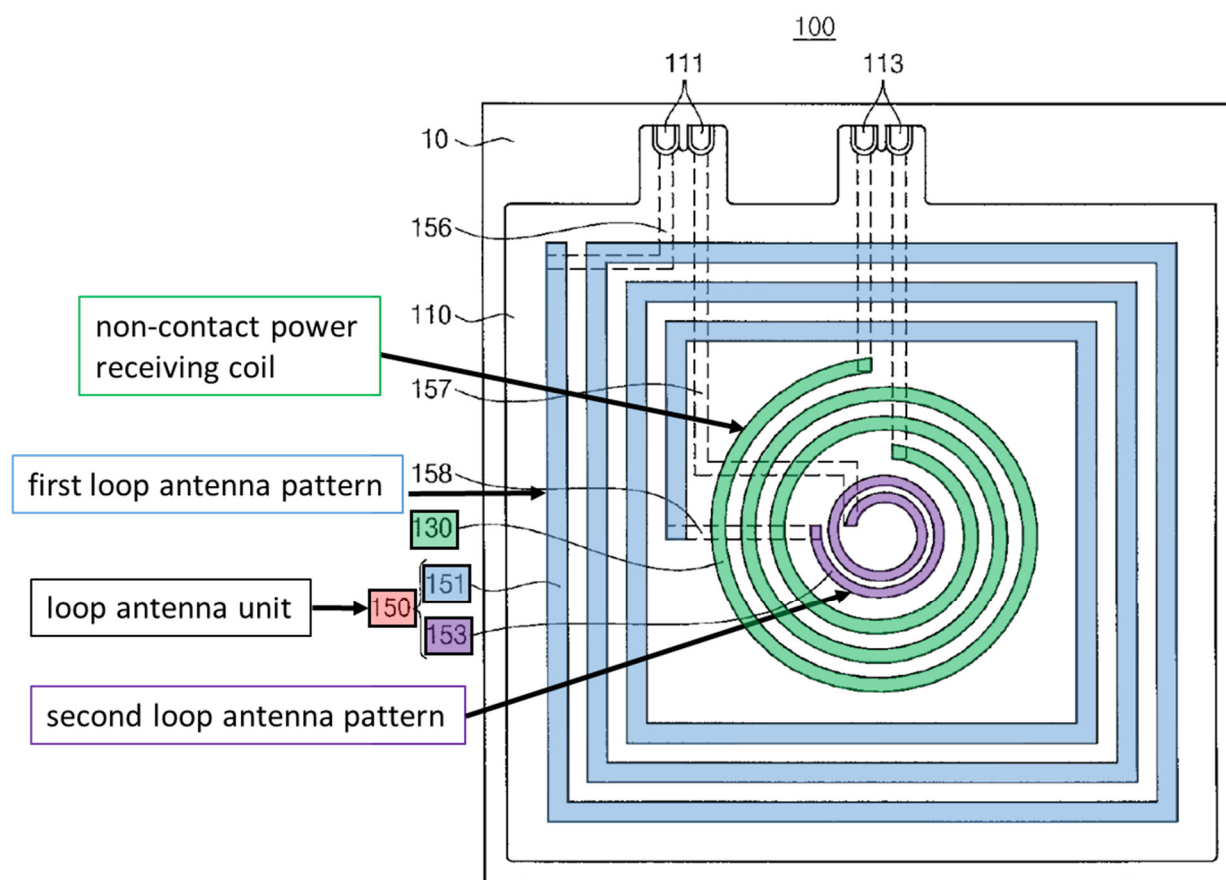 100
111
113
10
156
non-contact power
receiving coil
110
157
first loop antenna pattern
158
130
151
loop antenna unit
150
153
second loop antenna pattern